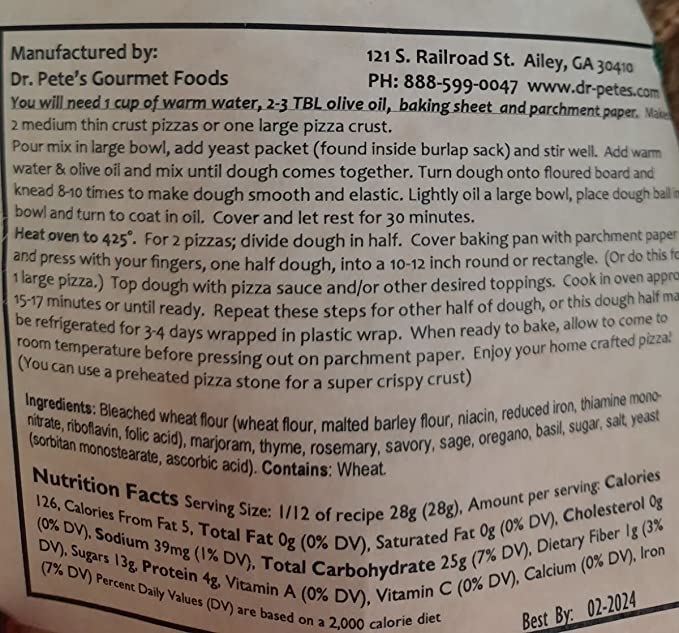 Manufactured by:
121 S. Railroad St. Ailey, GA 30410
Dr. Pete's Gourmet Foods
PH: 888-599-0047 www.dr-petes.com
You will need 1 cup of warm water, 2-3 TBL olive oil, baking sheet and parchment paper. Makes
2 medium thin crust pizzas or one large pizza crust.
Pour mix in large bowl, add yeast packet (found inside burlap sack) and stir well. Add warm
water & olive oil and mix until dough comes together. Turn dough onto floured board and
knead 8-10 times to make dough smooth and elastic. Lightly oil a large bowl, place dough ball in
bowl and turn to coat in oil. Cover and let rest for 30 minutes.
Heat oven to 425°. For 2 pizzas; divide dough in half. Cover baking pan with parchment paper
and press with your fingers, one half dough, into a 10-12 inch round or rectangle. (Or do this fo
1 large pizza.) Top dough with pizza sauce and/or other desired toppings. Cook in oven appro
15-17 minutes or until ready. Repeat these steps for other half of dough, or this dough half ma
be refrigerated for 3-4 days wrapped in plastic wrap. When ready to bake, allow to come to
room temperature before pressing out on parchment paper. Enjoy your home crafted pizza!
(You can use a preheated pizza stone for a super crispy crust)
Ingredients: Bleached wheat flour (wheat flour, malted barley flour, niacin, reduced iron, thiamine mono-
nitrate, riboflavin, folic acid), marjoram, thyme, rosemary, savory, sage, oregano, basil, sugar, salt, yeast
(sorbitan monostearate, ascorbic acid). Contains: Wheat.
Nutrition Facts Serving Size: 1/12 of recipe 28g (28g), Amount per serving: Calories
126, Calories From Fat 5, Total Fat 0g (0% DV), Saturated Fat 0g (0% DV), Cholesterol 0g
(0% DV), Sodium 39mg (1% DV), Total Carbohydrate 25g (7% DV), Dietary Fiber 1g (3%
DV), Sugars 13g, Protein 4g, Vitamin A (0% DV), Vitamin C (0% DV), Calcium (0% DV), Iron
(7% DV) Percent Daily Values (DV) are based on a 2,000 calorie diet
Best By: 02-2024